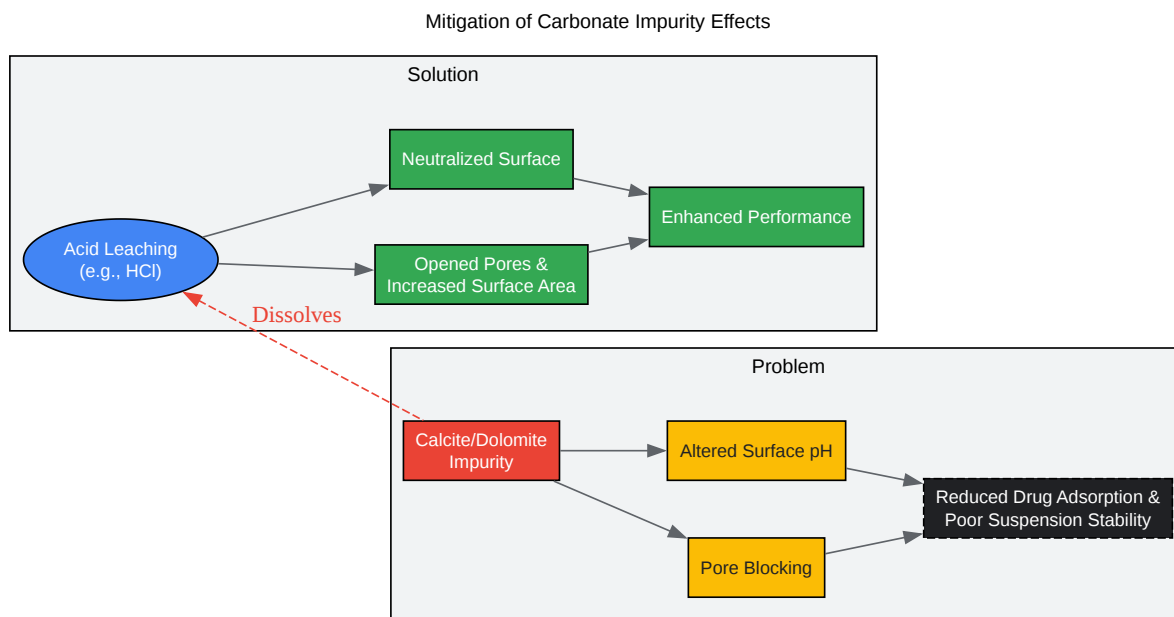 Mitigation of Carbonate Impurity Effects
Solution
Neutralized Surface
Enhanced Performance
Acid Leaching
(e.g., HCl)
Opened Pores &
Increased Surface Area
Dissolves
Problem
Calcite/Dolomite
Impurity
Altered Surface pH
Reduced Drug Adsorption &
Poor Suspension Stability
Pore Blocking